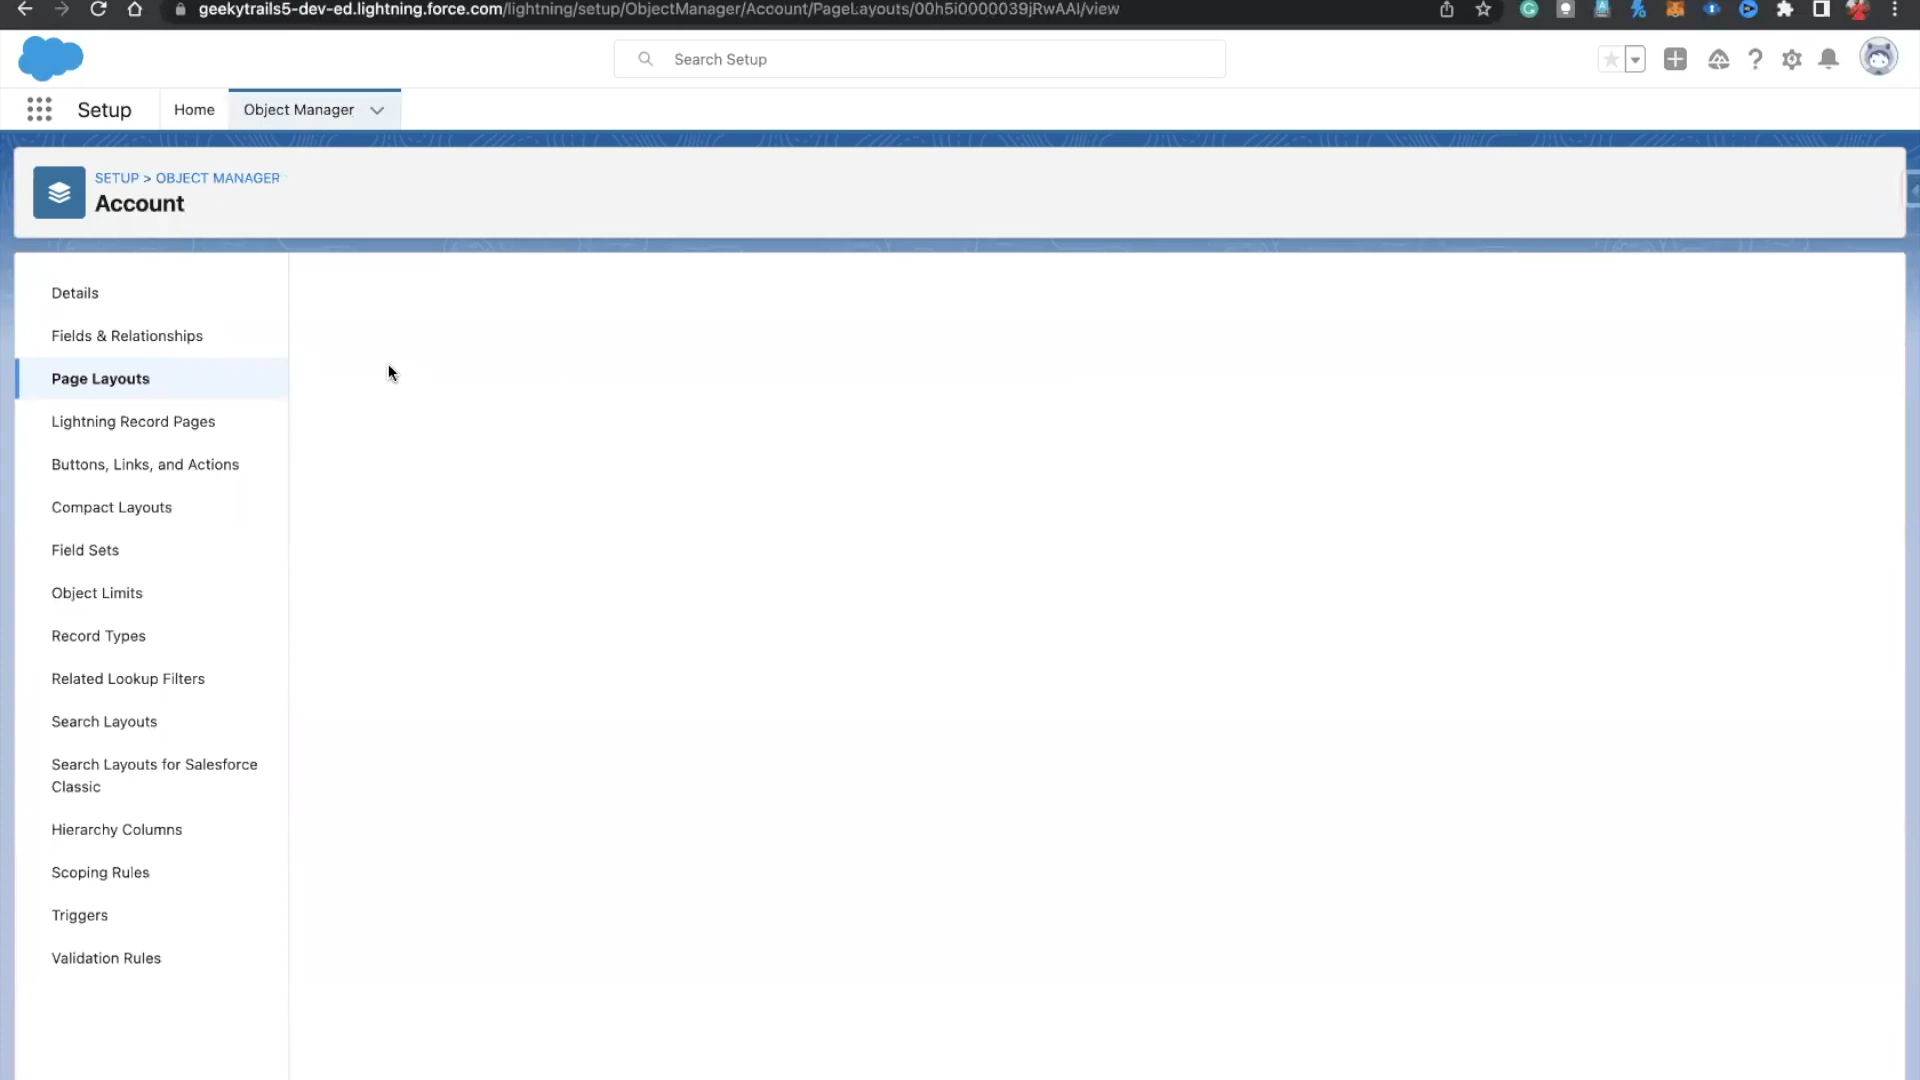 geekytrails5-dev-ed.lightning.force.com/lightning/setup/ObjectManager/Account/PageLayouts/00h5i0000039jRwAAI/view
Search Setup
Setup
Home
Object Manager
SETUP > OBJECT MANAGER
Account
Details
Fields & Relationships
Page Layouts
Lightning Record Pages
Buttons, Links, and Actions
Compact Layouts
Field Sets
Object Limits
Record Types
Related Lookup Filters
Search Layouts
Search Layouts for Salesforce
Classic
Hierarchy Columns
Scoping Rules
Triggers
Validation Rules